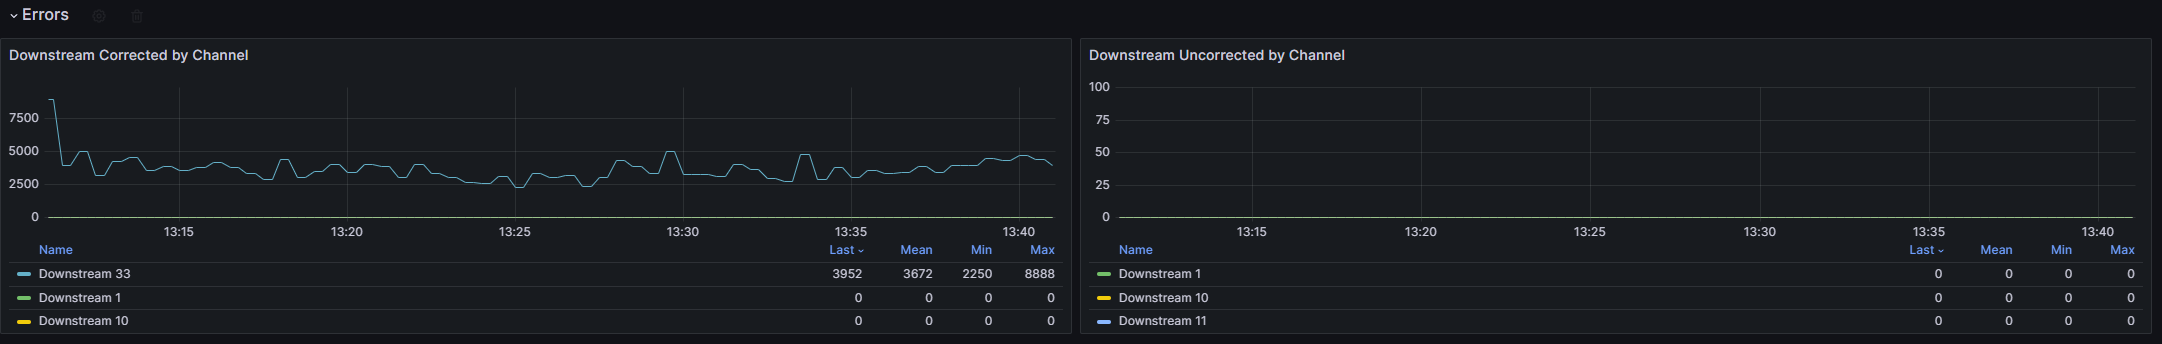 Errors
Downstream Corrected by Channel
7500
5000
2500
0
13:15 13:20 13:25 13:30 13:35 13:40
Name Last Mean Min Max
Downstream 33 3952 3672 2250 8888
Downstream 1 0 0 0 0
Downstream 10 0 0 0 0
Downstream Uncorrected by Channel
100
75
50
25
0
13:15 13:20 13:25 13:30 13:35 13:40
Name Last Mean Min Max
Downstream 1 0 0 0 0
Downstream 10 0 0 0 0
Downstream 11 0 0 0 0